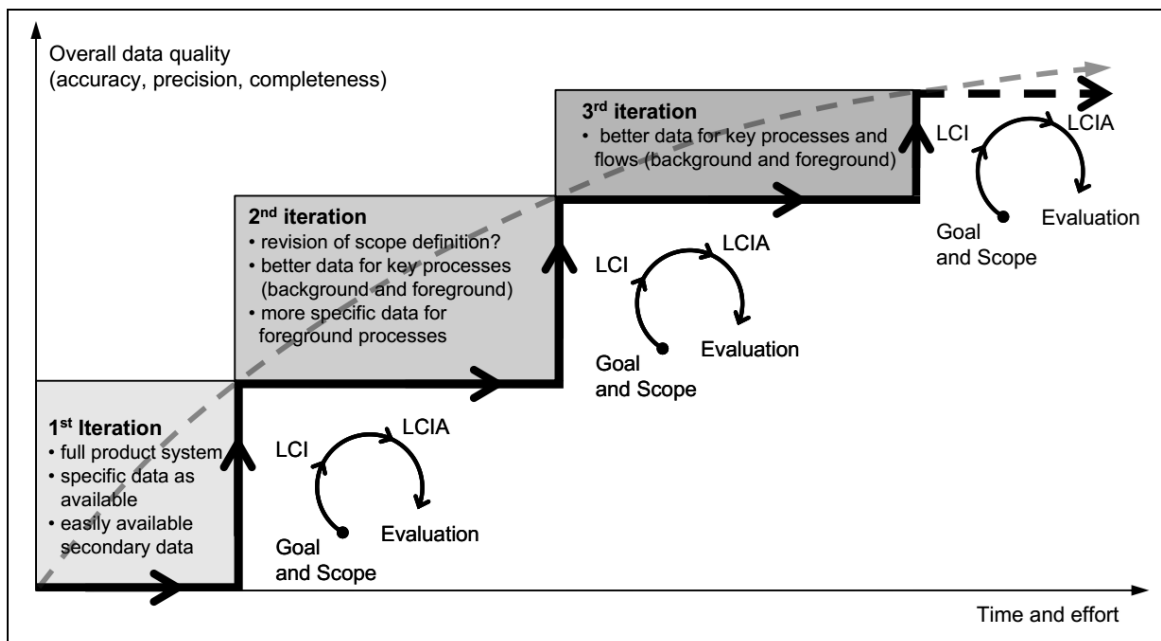 Overall data quality
(accuracy, precision, completeness)
3rd iteration
• better data for key processes and
flows (background and foreground)
LCI
LCIA
Evaluation
Goal
and Scope
2nd iteration
• revision of scope definition?
• better data for key processes
(background and foreground)
• more specific data for
foreground processes
LCI
LCIA
Evaluation
Goal
and Scope
1st Iteration
• full product system
• specific data as
available
• easily available
secondary data
LCI
LCIA
Evaluation
Goal
and Scope
Time and effort